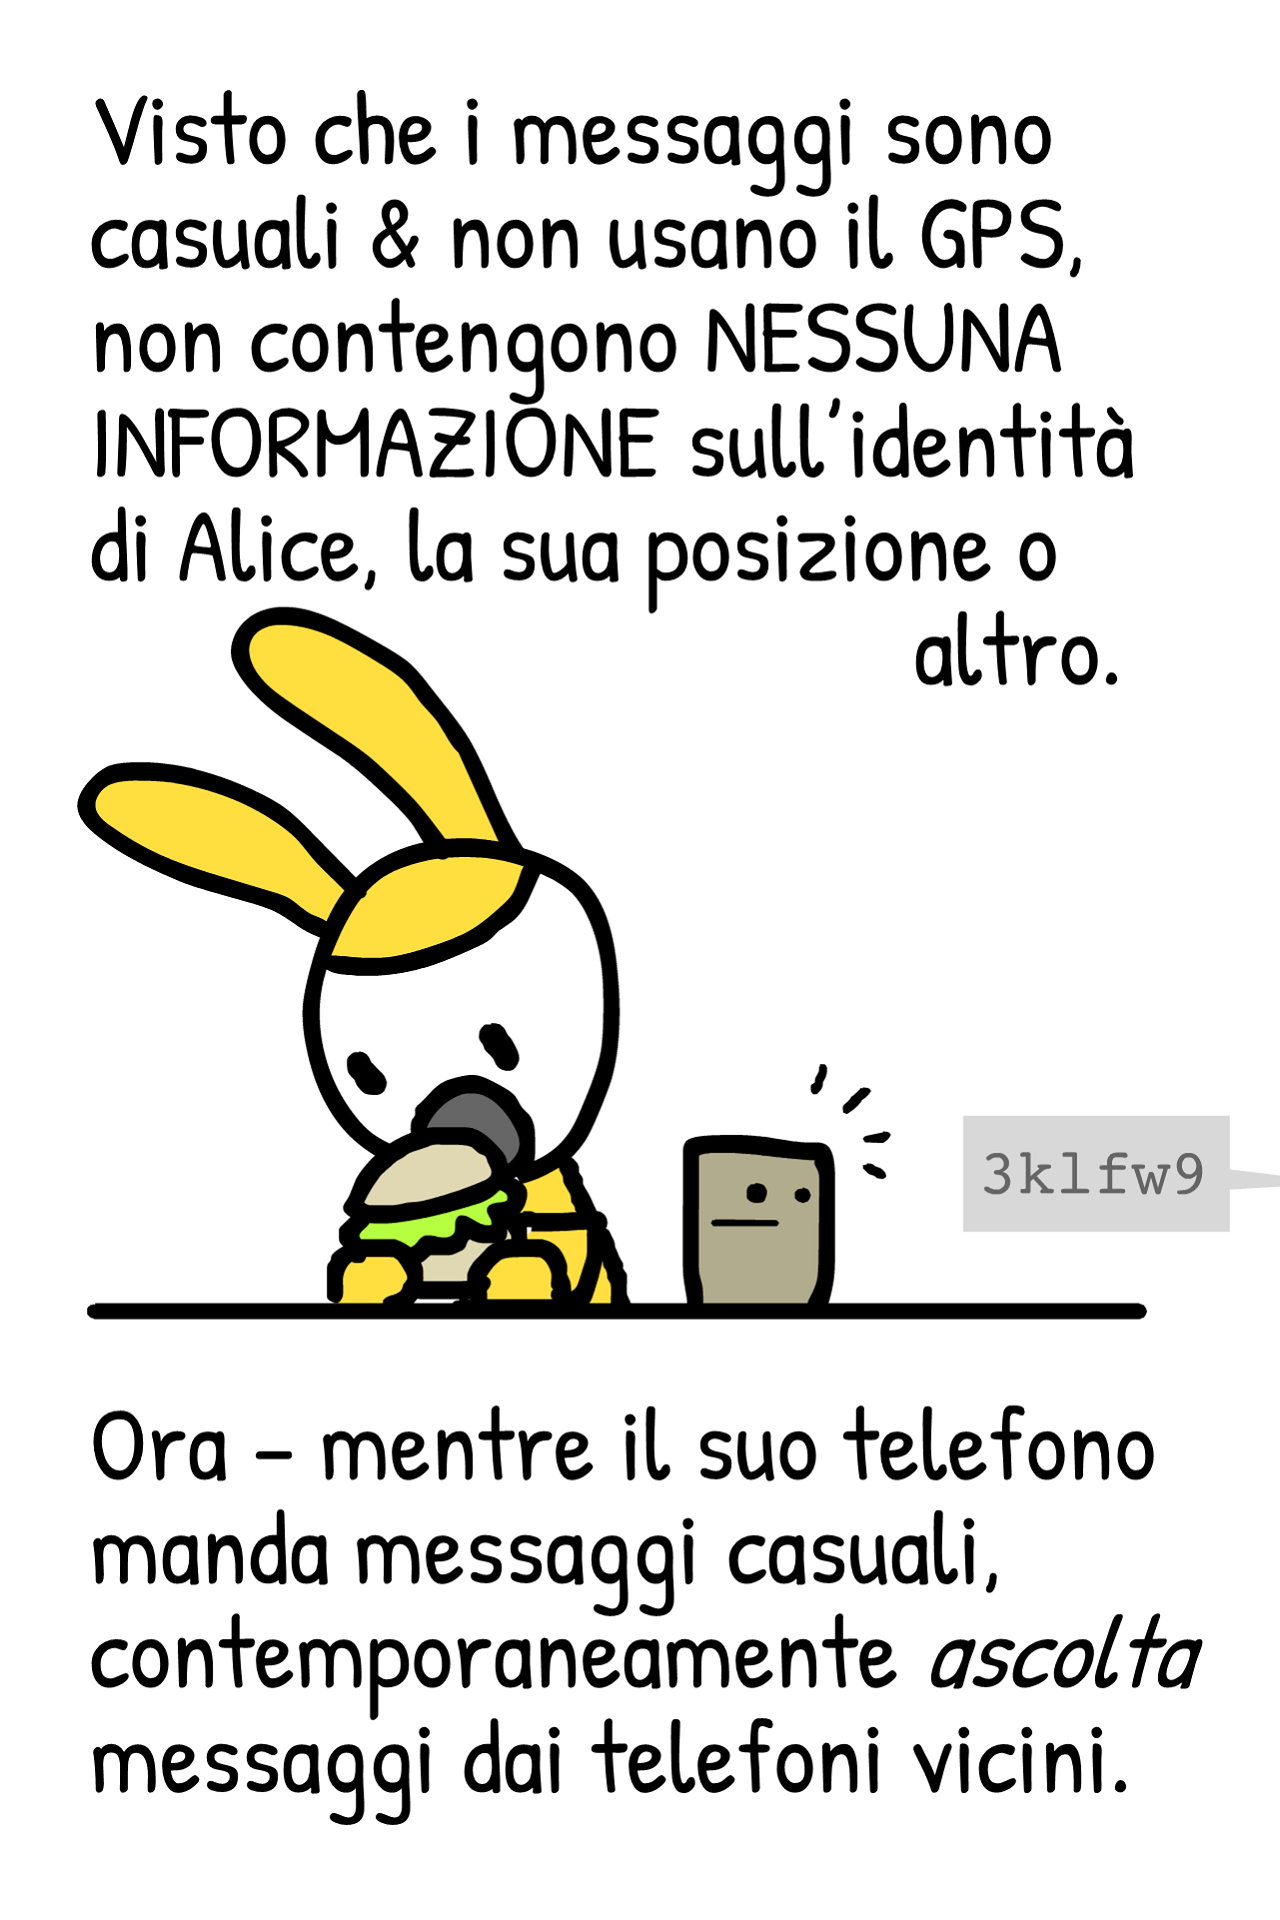 Visto che i messaggi sono
casuali & non usano il GPS,
non contengono NESSUNA
INFORMAZIONE sull'identità
di Alice, la sua posizione o
altro.
3klfw9
Ora – mentre il suo telefono
manda messaggi casuali,
contemporaneamente ascolta
messaggi dai telefoni vicini.